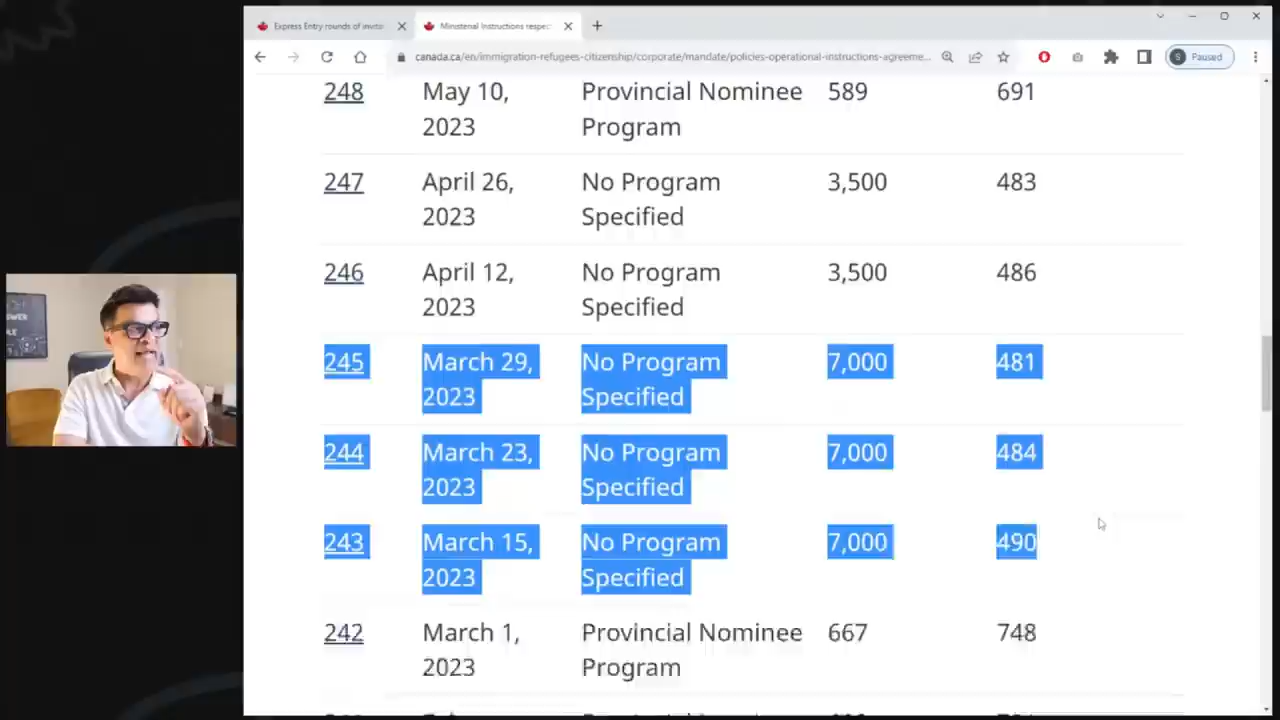 Express Entry rounds of invita
Ministerial Instructions respec
canada.ca/en/immigration-refugees-citizenship/corporate/mandate/policies-operational-instructions-agreeme...
S Paused
248 May 10, Provincial Nominee 589 691
2023 Program
247 April 26, No Program 3,500 483
2023 Specified
246 April 12, No Program 3,500 486
2023 Specified
245 March 29, No Program 7,000 481
2023 Specified
244 March 23, No Program 7,000 484
2023 Specified
243 March 15, No Program 7,000 490
2023 Specified
242 March 1, Provincial Nominee 667 748
2023 Program